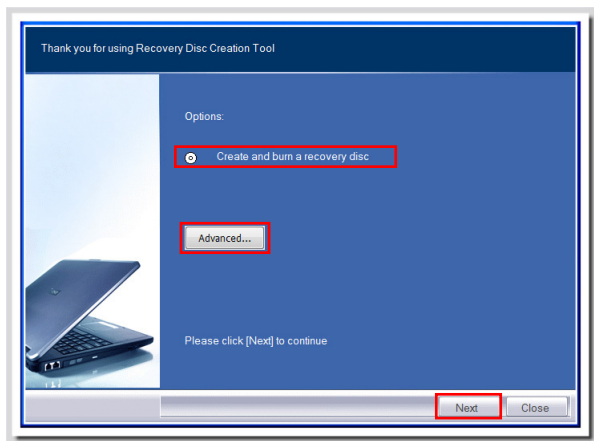 Thank you for using Recovery Disc Creation Tool
Options:
Create and burn a recovery disc
Advanced...
Please click [Next] to continue
Next Close